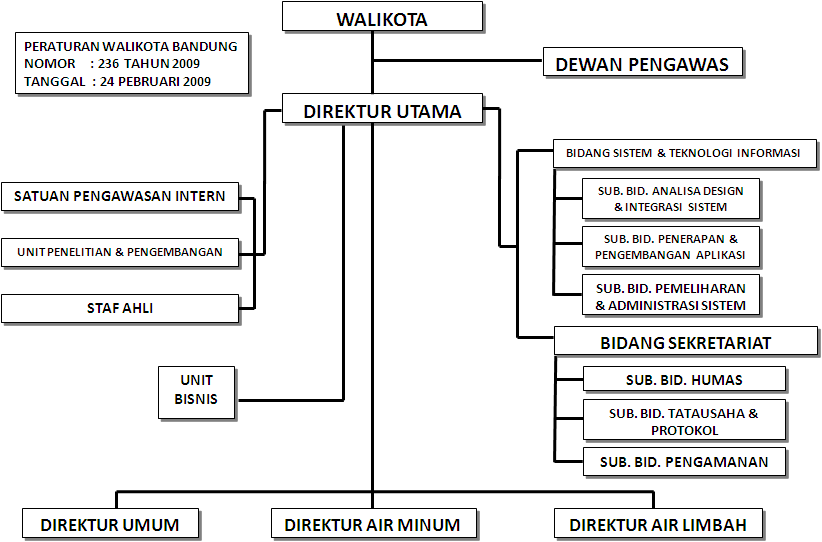 WALIKOTA
PERATURAN WALIKOTA BANDUNG
NOMOR : 236 TAHUN 2009
TANGGAL : 24 PEBRUARI 2009
DEWAN PENGAWAS
DIREKTUR UTAMA
BIDANG SISTEM & TEKNOLOGI INFORMASI
SUB. BID. ANALISA DESIGN
& INTEGRASI SISTEM
SUB. BID. PENERAPAN &
PENGEMBANGAN APLIKASI
SUB. BID. PEMELIHARAN
& ADMINISTRASI SISTEM
SATUAN PENGAWASAN INTERN
UNIT PENELITIAN & PENGEMBANGAN
STAF AHLI
BIDANG SEKRETARIAT
SUB. BID. HUMAS
SUB. BID. TATAUSAHA &
PROTOKOL
SUB. BID. PENGAMANAN
UNIT
BISNIS
DIREKTUR UMUM
DIREKTUR AIR MINUM
DIREKTUR AIR LIMBAH